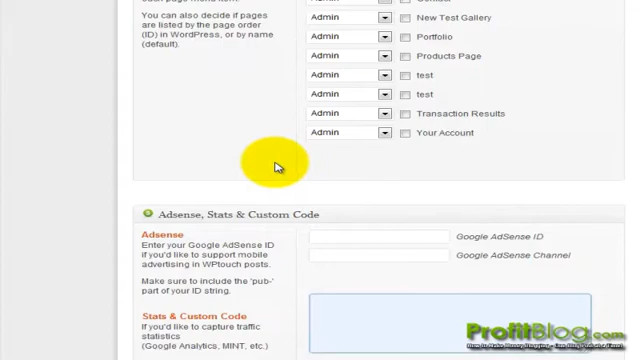 You can also decide if pages
are listed by the page order
(ID) in WordPress, or by name
(default).
Admin
Admin New Test Gallery
Admin Portfolio
Admin Products Page
Admin test
Admin test
Admin Transaction Results
Admin Your Account
Adsense, Stats & Custom Code
Adsense
Enter your Google AdSense ID
if you'd like to support mobile
advertising in WPtouch posts.
Make sure to include the 'pub-'
part of your ID string.
Google AdSense ID
Google AdSense Channel
Stats & Custom Code
If you'd like to capture traffic
statistics
(Google Analytics, MINT, etc.)
ProfitBlog.com